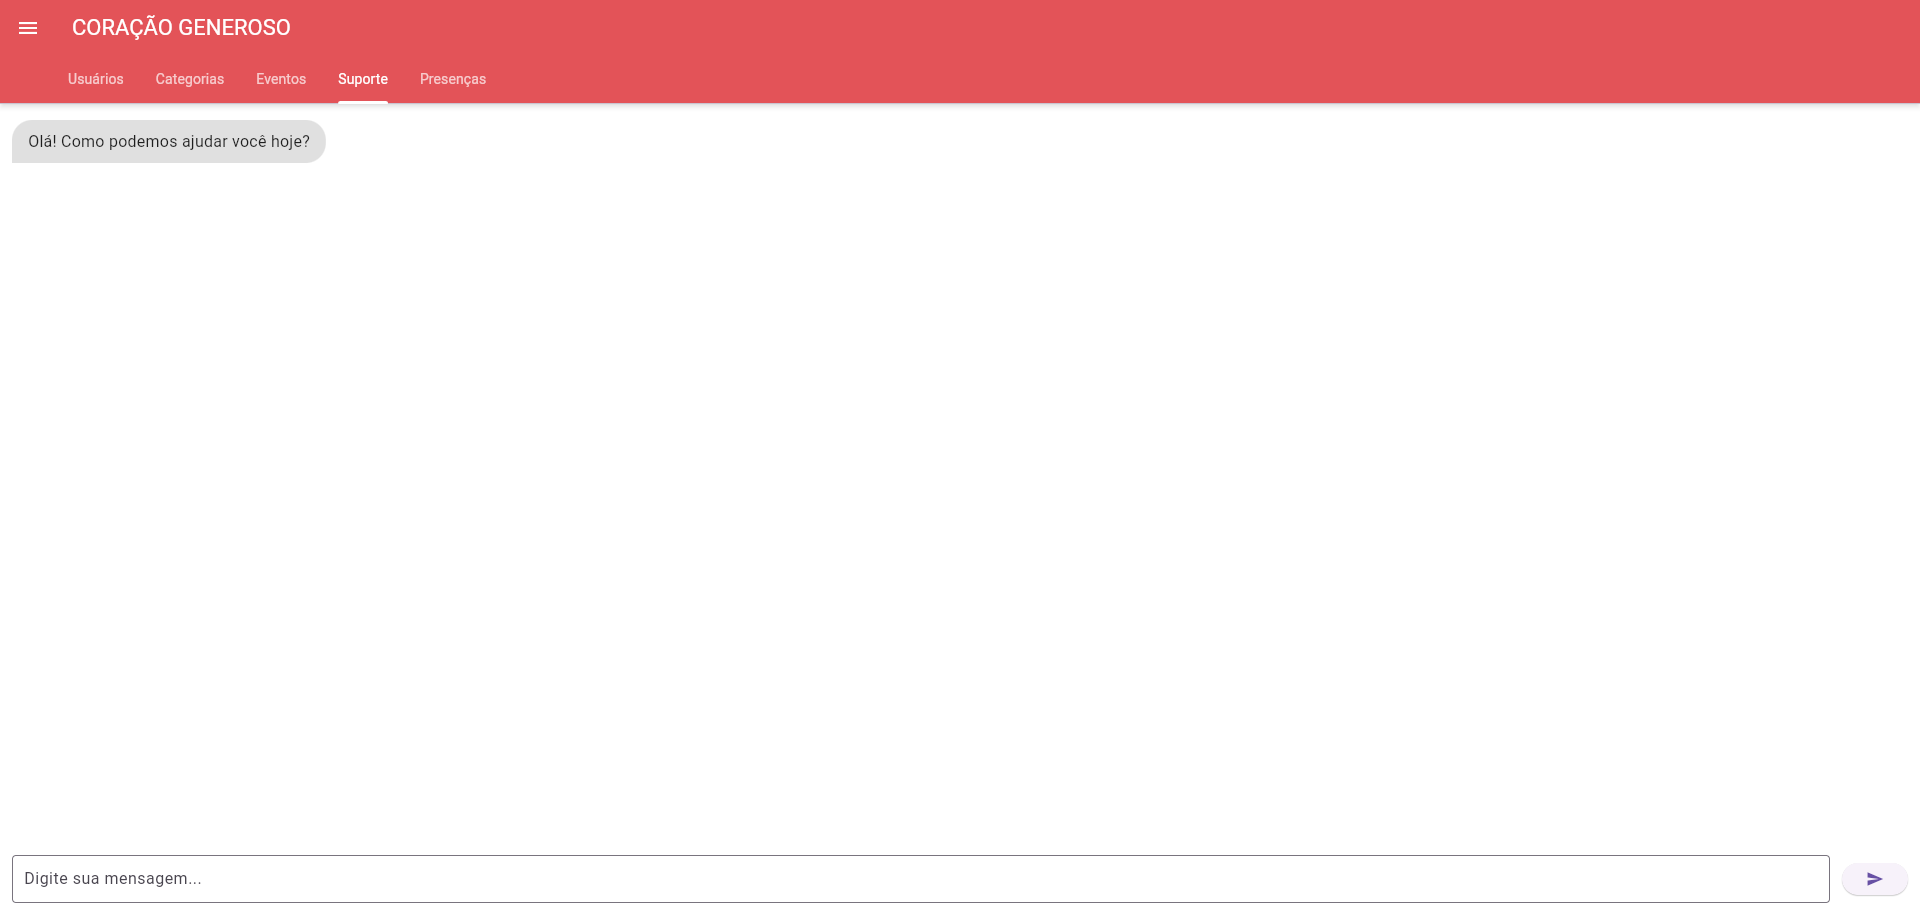 CORAÇÃO GENEROSO
Usuários Categorias Eventos Suporte Presenças
Olá! Como podemos ajudar você hoje?
Digite sua mensagem...